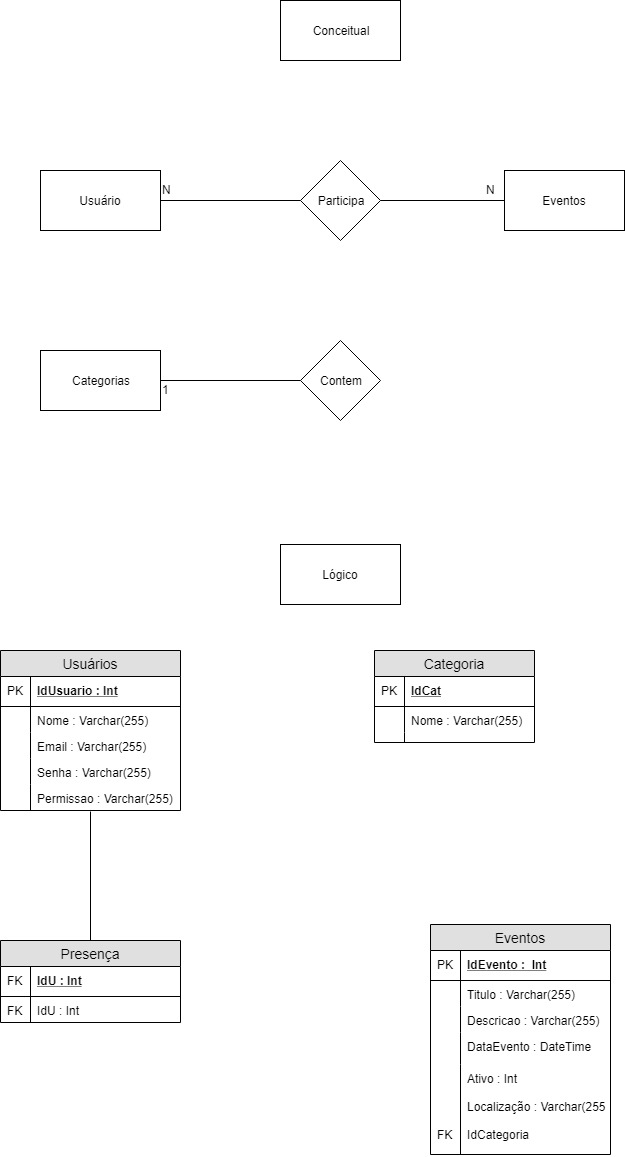 Conceitual
Usuário
N
Participa
N
Eventos
Categorias
1
Contem
Lógico
Usuários
PK IdUsuario : Int
Nome : Varchar(255)
Email : Varchar(255)
Senha : Varchar(255)
Permissao : Varchar(255)
Categoria
PK IdCat
Nome : Varchar(255)
Presença
FK IdU : Int
FK IdU : Int
Eventos
PK IdEvento :  Int
Titulo : Varchar(255)
Descricao : Varchar(255)
DataEvento : DateTime
Ativo : Int
Localização : Varchar(255
FK IdCategoria